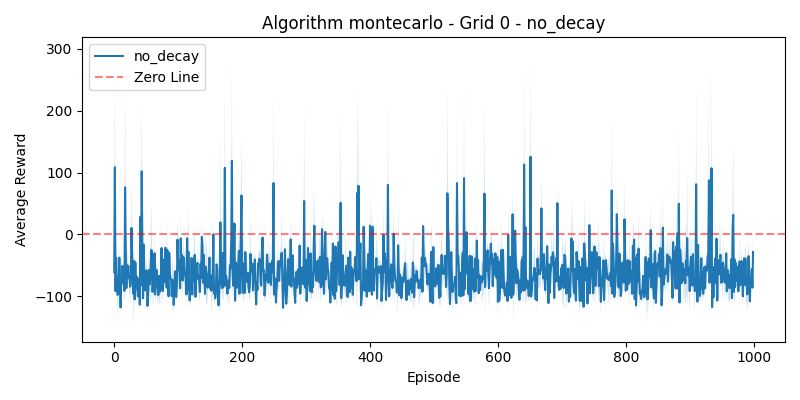 Algorithm montecarlo - Grid 0 - no_decay
no_decay
Zero Line
Average Reward
300
200
100
0
−100
0
200
400
600
800
1000
Episode